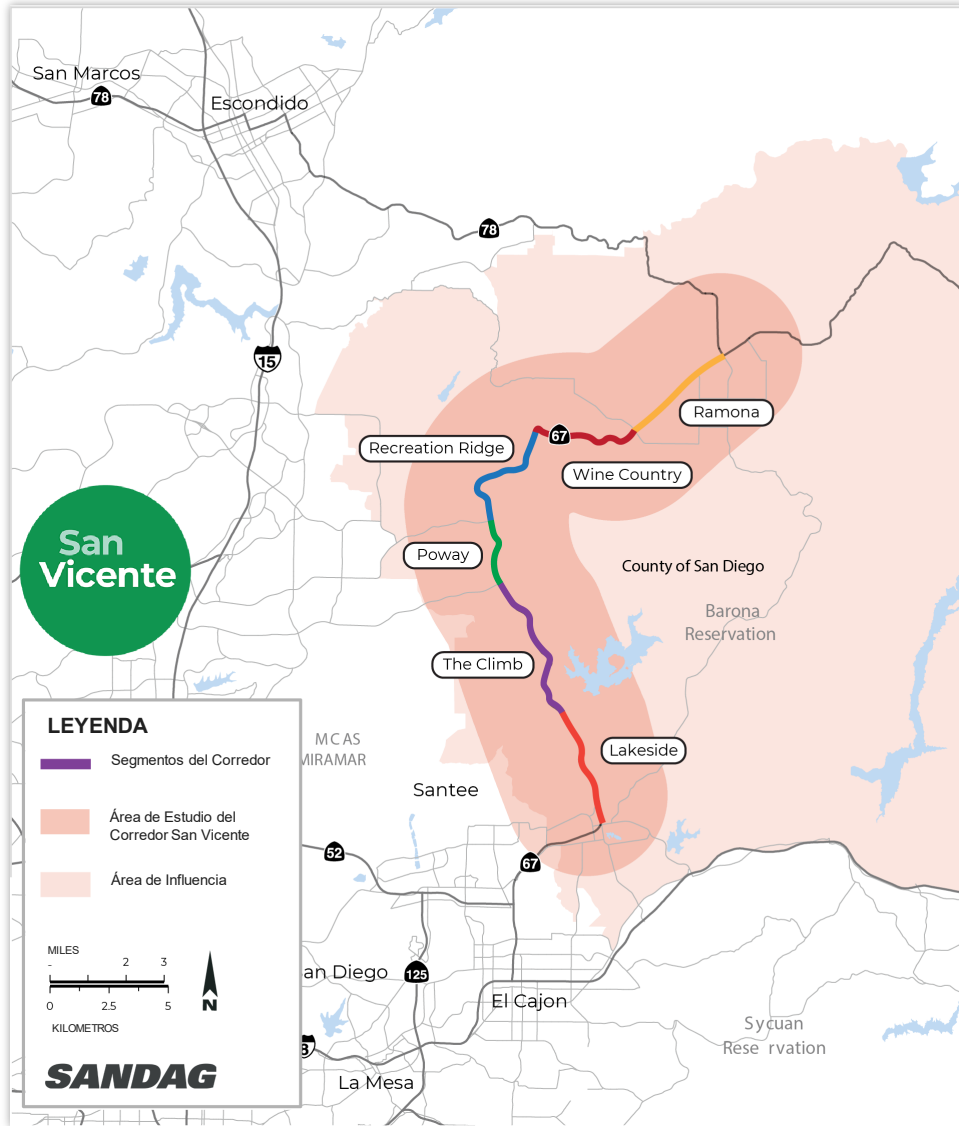 San Marcos
78
Escondido
78
15
Ramona
67
Recreation Ridge
Wine Country
San
Vicente
Poway
County of San Diego
Barona
Reservation
The Climb
LEYENDA
Segmentos del Corredor
Área de Estudio del
Corredor San Vicente
Área de Influencia
MCAS
MIRAMAR
Lakeside
Santee
52
67
MILES
- 2 3
0 2.5 5
KILOMETROS
N
SANDAG
an Diego
125
El Cajon
Sycuan
Rese rvation
8
La Mesa